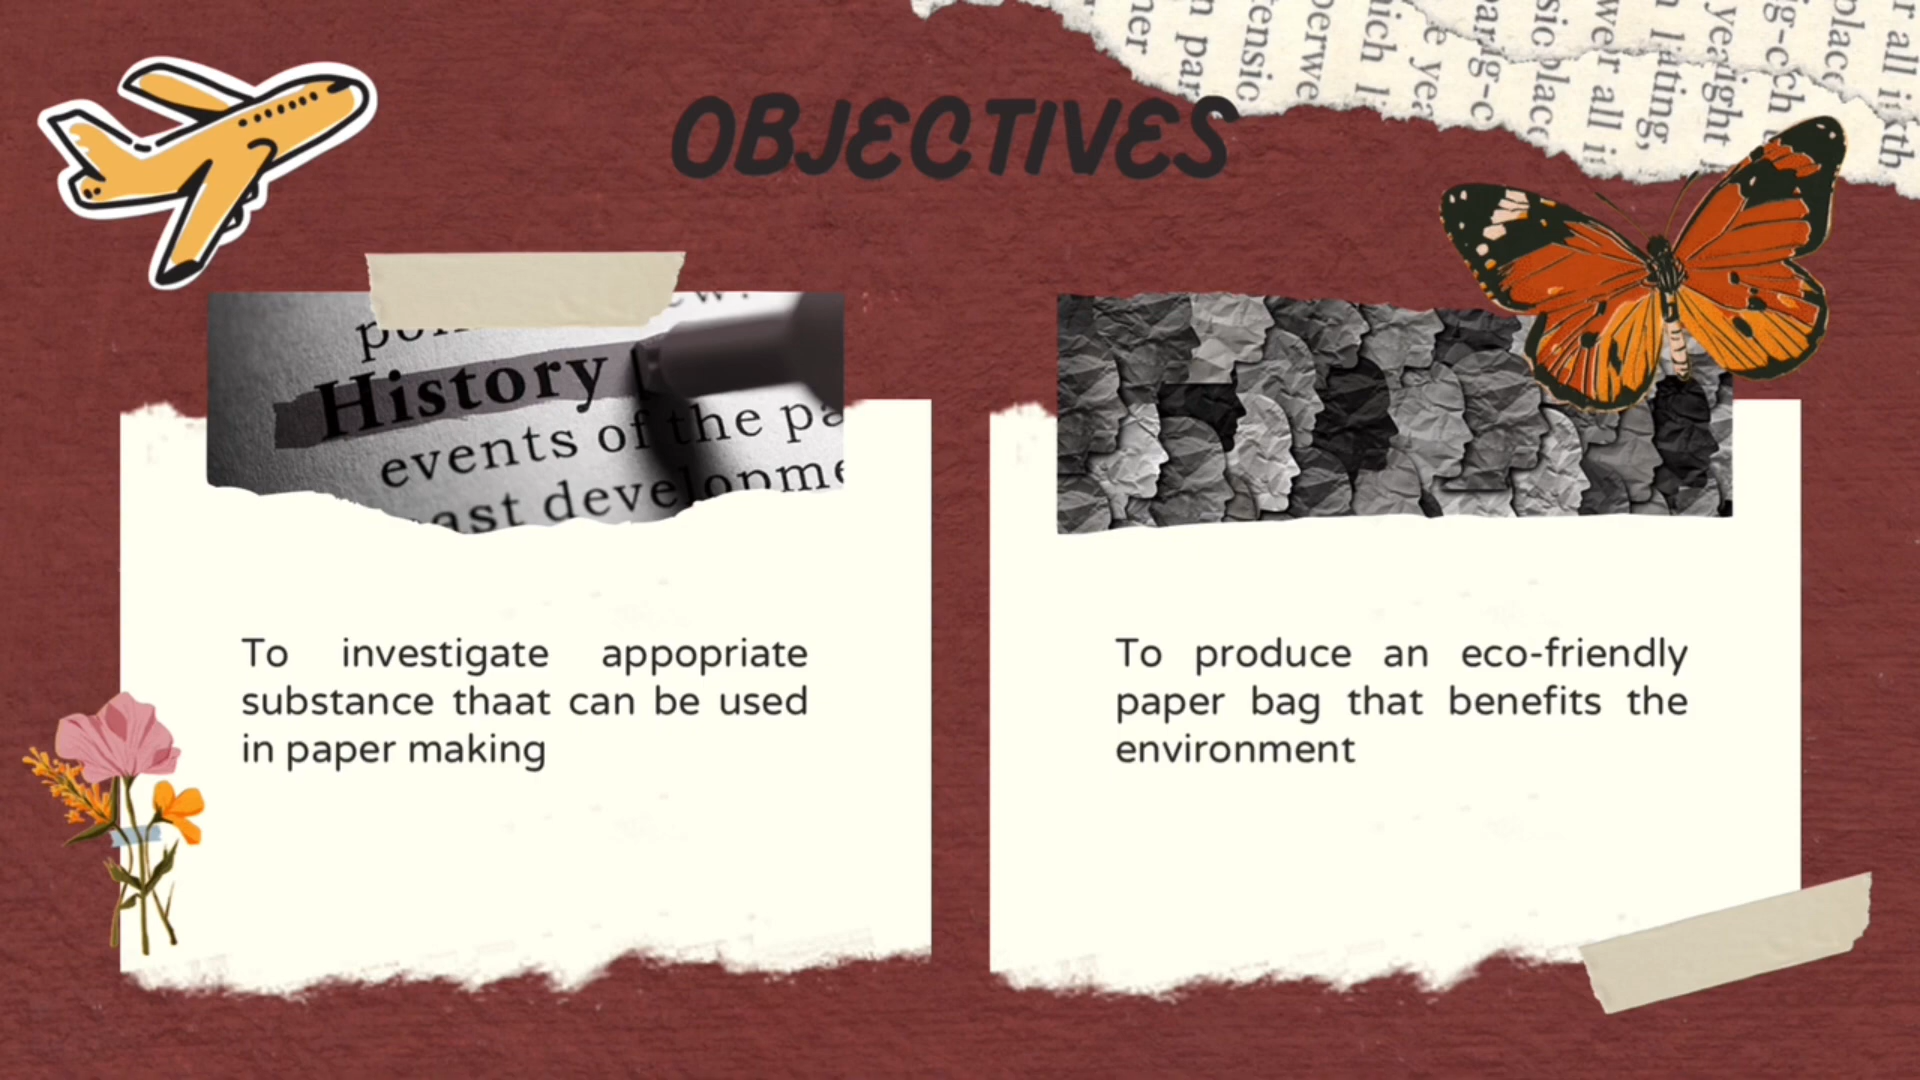 OBJECTIVES
History
events of the pa
ast developme
To investigate appopriate
substance thaat can be used
in paper making
To produce an eco-friendly
paper bag that benefits the
environment